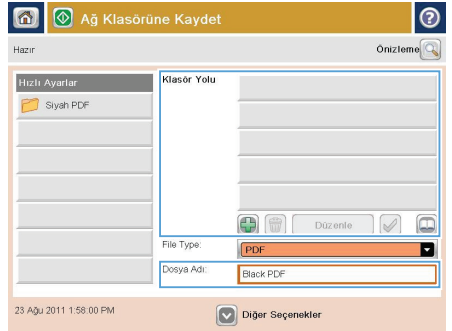 Ağ Klasörüne Kaydet
Hazır
Önizleme
Hızlı Ayarlar
Siyah PDF
Klasör Yolu
Düzenle
File Type:
PDF
Dosya Adı:
Black PDF
23 Ağu 2011 1:58:00 PM
Diğer Seçenekler